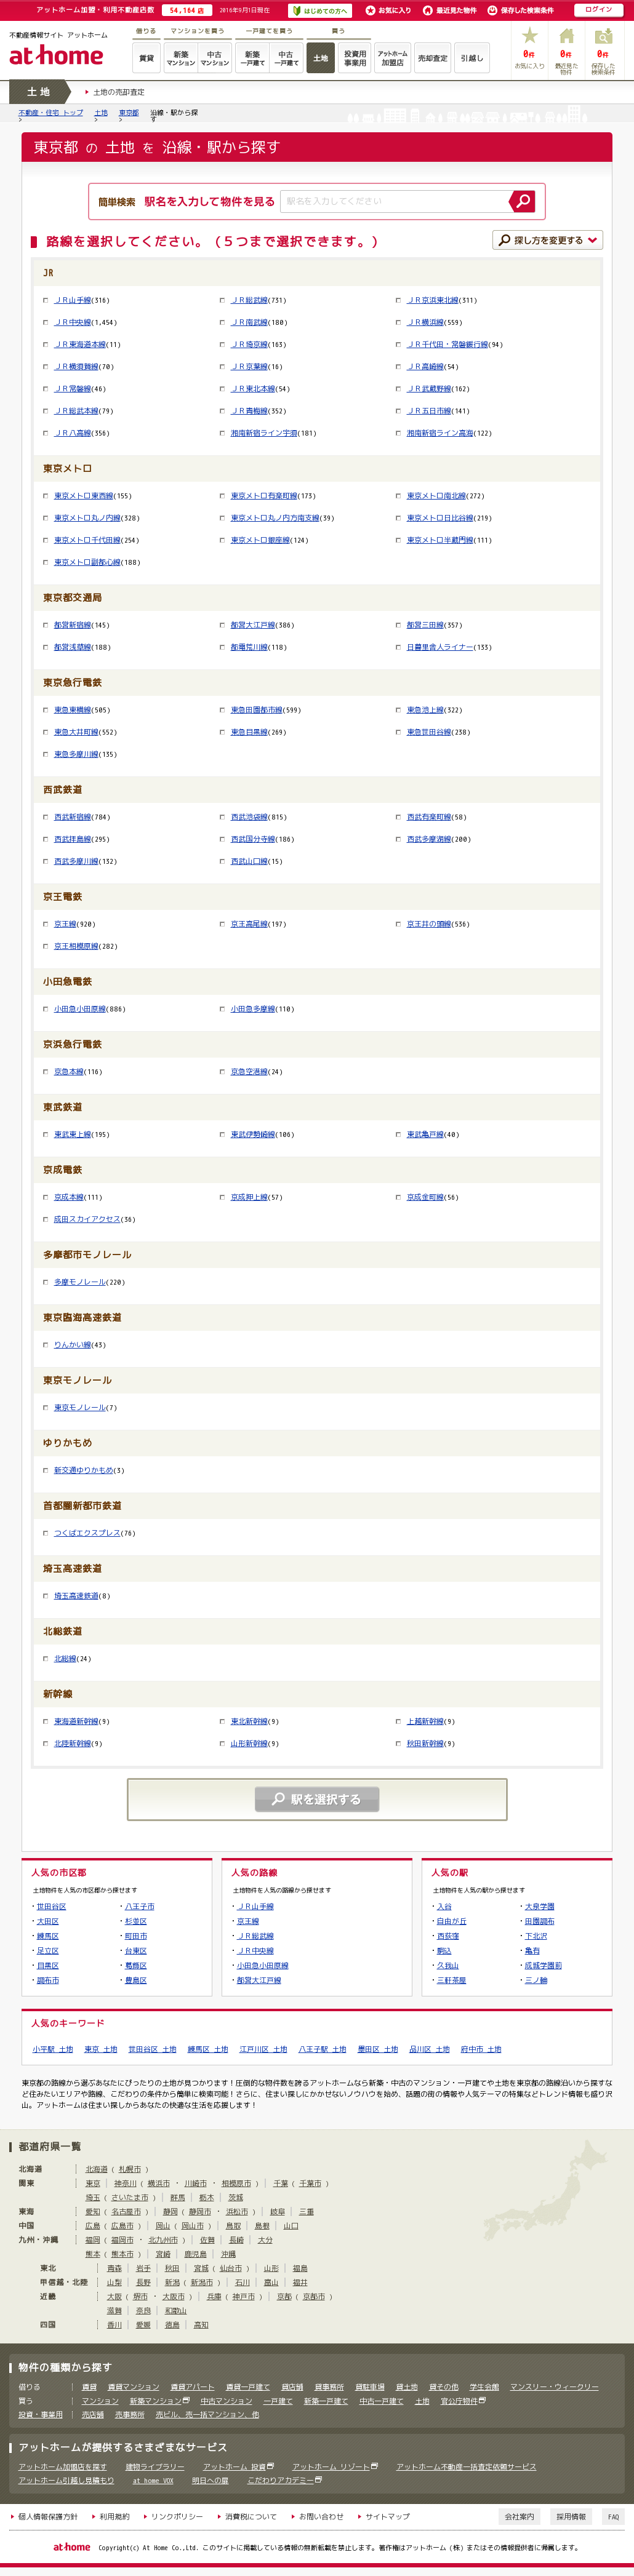 アットホーム加盟・利用不動産店数 54,164 店 2016年9月1日現在 はじめての方へ お気に入り 最近見た物件 保存した検索条件 ログイン
不動産情報サイト アットホーム
at home
借りる マンションを買う 一戸建てを買う 買う
賃貸 新築マンション 中古マンション 新築一戸建て 中古一戸建て 土地 投資用事業用 アットホーム加盟店 売却査定 引越し
0件 お気に入り 0件 最近見た物件 0件 保存した検索条件
土地 土地の売却査定
不動産・住宅 トップ > 土地 > 東京都 > 沿線・駅から探す
東京都 の 土地 を 沿線・駅から探す
簡単検索 駅名を入力して物件を見る 駅名を入力してください
路線を選択してください。（５つまで選択できます。）
探し方を変更する
JR
ＪＲ山手線(316) ＪＲ総武線(731) ＪＲ京浜東北線(311)
ＪＲ中央線(1,454) ＪＲ南武線(180) ＪＲ横浜線(559)
ＪＲ東海道本線(11) ＪＲ埼京線(163) ＪＲ千代田・常磐緩行線(94)
ＪＲ横須賀線(70) ＪＲ京葉線(16) ＪＲ高崎線(54)
ＪＲ常磐線(46) ＪＲ東北本線(54) ＪＲ武蔵野線(162)
ＪＲ総武本線(79) ＪＲ青梅線(352) ＪＲ五日市線(141)
ＪＲ八高線(356) 湘南新宿ライン宇須(181) 湘南新宿ライン高海(122)
東京メトロ
東京メトロ東西線(155) 東京メトロ有楽町線(173) 東京メトロ南北線(272)
東京メトロ丸ノ内線(328) 東京メトロ丸ノ内方南支線(39) 東京メトロ日比谷線(219)
東京メトロ千代田線(254) 東京メトロ銀座線(124) 東京メトロ半蔵門線(111)
東京メトロ副都心線(188)
東京都交通局
都営新宿線(145) 都営大江戸線(386) 都営三田線(357)
都営浅草線(188) 都電荒川線(118) 日暮里舎人ライナー(133)
東京急行電鉄
東急東横線(505) 東急田園都市線(599) 東急池上線(322)
東急大井町線(552) 東急目黒線(269) 東急世田谷線(238)
東急多摩川線(135)
西武鉄道
西武新宿線(784) 西武池袋線(815) 西武有楽町線(58)
西武拝島線(295) 西武国分寺線(186) 西武多摩湖線(200)
西武多摩川線(132) 西武山口線(15)
京王電鉄
京王線(920) 京王高尾線(197) 京王井の頭線(536)
京王相模原線(282)
小田急電鉄
小田急小田原線(886) 小田急多摩線(110)
京浜急行電鉄
京急本線(116) 京急空港線(24)
東武鉄道
東武東上線(195) 東武伊勢崎線(106) 東武亀戸線(40)
京成電鉄
京成本線(111) 京成押上線(57) 京成金町線(56)
成田スカイアクセス(36)
多摩都市モノレール
多摩モノレール(220)
東京臨海高速鉄道
りんかい線(43)
東京モノレール
東京モノレール(7)
ゆりかもめ
新交通ゆりかもめ(3)
首都圏新都市鉄道
つくばエクスプレス(76)
埼玉高速鉄道
埼玉高速鉄道(8)
北総鉄道
北総線(24)
新幹線
東海道新幹線(9) 東北新幹線(9) 上越新幹線(9)
北陸新幹線(9) 山形新幹線(9) 秋田新幹線(9)
駅を選択する
人気の市区郡
土地物件を人気の市区郡から探せます
・世田谷区 ・八王子市
・大田区 ・杉並区
・練馬区 ・町田市
・足立区 ・台東区
・目黒区 ・葛飾区
・調布市 ・豊島区
人気の路線
土地物件を人気の路線から探せます
・ＪＲ山手線
・京王線
・ＪＲ総武線
・ＪＲ中央線
・小田急小田原線
・都営大江戸線
人気の駅
土地物件を人気の駅から探せます
・入谷 ・大泉学園
・自由が丘 ・田園調布
・西荻窪 ・下北沢
・駒込 ・亀有
・久我山 ・成城学園前
・三軒茶屋 ・三ノ輪
人気のキーワード
小平駅 土地 東京 土地 世田谷区 土地 練馬区 土地 江戸川区 土地 八王子駅 土地 墨田区 土地 品川区 土地 府中市 土地
東京都の路線から選ぶあなたにぴったりの土地が見つかります！圧倒的な物件数を誇るアットホームなら新築・中古のマンション・一戸建てや土地を東京都の路線沿いから探すなど住みたいエリアや路線、こだわりの条件から簡単に検索可能！さらに、住まい探しにかかせないノウハウを始め、話題の街の情報や人気テーマの特集などトレンド情報も盛り沢山。アットホームは住まい探しからあなたの快適な生活を応援します！
都道府県一覧
北海道 北海道 ( 札幌市 )
関東 東京 神奈川 ( 横浜市 ・ 川崎市 ・ 相模原市 ) 千葉 ( 千葉市 )
埼玉 ( さいたま市 ) 群馬 栃木 茨城
東海 愛知 ( 名古屋市 ) 静岡 ( 静岡市 ・ 浜松市 ) 岐阜 三重
中国 広島 ( 広島市 ) 岡山 ( 岡山市 ) 鳥取 島根 山口
九州・沖縄 福岡 ( 福岡市 ・ 北九州市 ) 佐賀 長崎 大分
熊本 ( 熊本市 ) 宮崎 鹿児島 沖縄
東北 青森 岩手 秋田 宮城 ( 仙台市 ) 山形 福島
甲信越・北陸 山梨 長野 新潟 ( 新潟市 ) 石川 富山 福井
近畿 大阪 ( 堺市 ・ 大阪市 ) 兵庫 ( 神戸市 ) 京都 ( 京都市 )
滋賀 奈良 和歌山
四国 香川 愛媛 徳島 高知
物件の種類から探す
借りる 賃貸 賃貸マンション 賃貸アパート 賃貸一戸建て 貸店舗 貸事務所 貸駐車場 貸土地 貸その他 学生会館 マンスリー・ウィークリー
買う マンション 新築マンション 中古マンション 一戸建て 新築一戸建て 中古一戸建て 土地 官公庁物件
投資・事業用 売店舗 売事務所 売ビル、売一括マンション、他
アットホームが提供するさまざまなサービス
アットホーム加盟店を探す 建物ライブラリー アットホーム 投資 アットホーム リゾート アットホーム不動産一括査定依頼サービス
アットホーム引越し見積もり at home VOX 明日への扉 こだわりアカデミー
個人情報保護方針 利用規約 リンクポリシー 消費税について お問い合わせ サイトマップ 会社案内 採用情報 FAQ
at home Copyright(c) At Home Co.,Ltd. このサイトに掲載している情報の無断転載を禁止します。著作権はアットホーム（株）またはその情報提供者に帰属します。